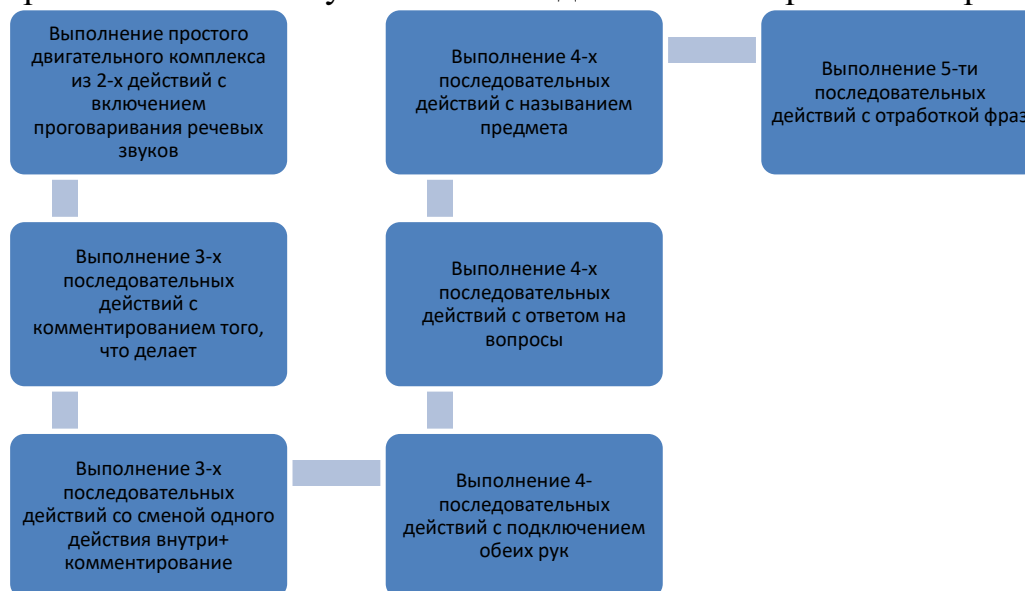 Выполнение простого
двигательного комплекса
из 2-х действий с
включением
проговаривания речевых
звуков
Выполнение 3-х
последовательных
действий с
комментированием того,
что делает
Выполнение 3-х
последовательных
действий со сменой одного
действия внутри+
комментирование
Выполнение 4-
последовательных
действий с подключением
обеих рук
Выполнение 4-х
последовательных
действий с ответом на
вопросы
Выполнение 4-х
последовательных
действий с называнием
предмета
Выполнение 5-ти
последовательных
действий с отработкой фраз